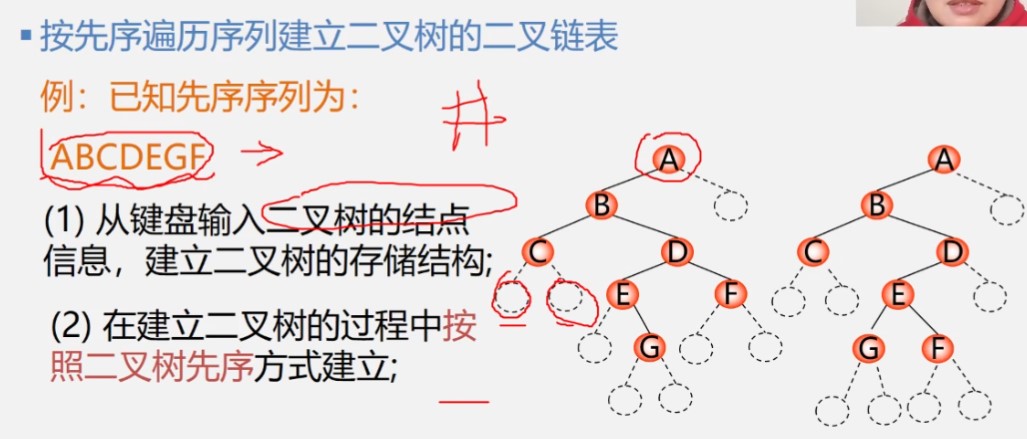 ▪按先序遍历序列建立二叉树的二叉链表
例：已知先序序列为：
#
ABCDEGF
(1) 从键盘输入二叉树的结点
信息，建立二叉树的存储结构;
(2) 在建立二叉树的过程中按
照二叉树先序方式建立;
A
B
C D
E F
G
A
B
C D
E
G F